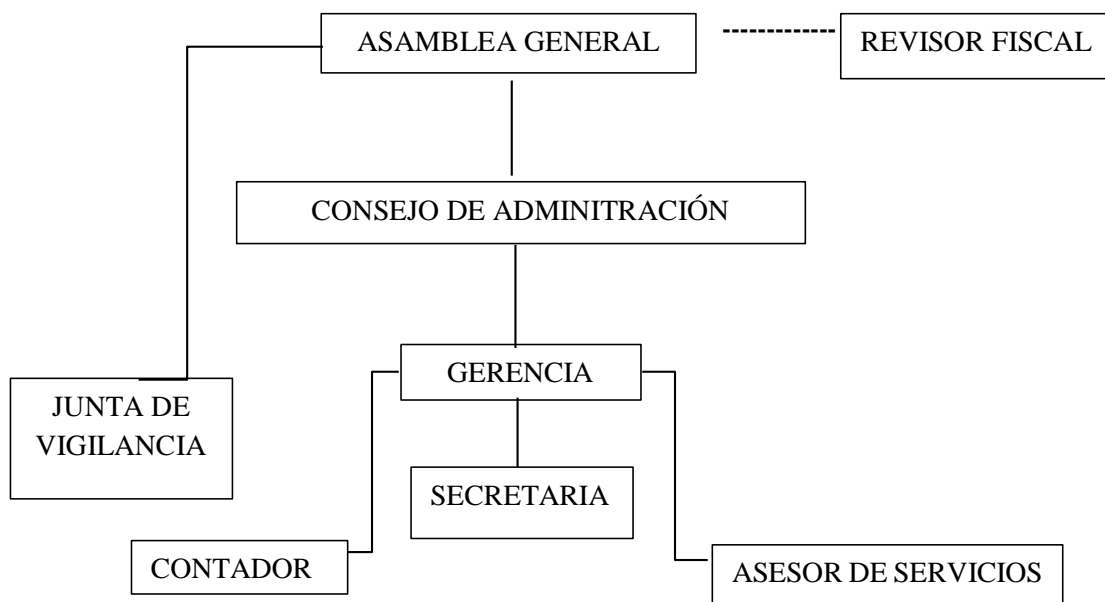 ASAMBLEA GENERAL
REVISOR FISCAL
CONSEJO DE ADMINITRACIÓN
GERENCIA
JUNTA DE
VIGILANCIA
SECRETARIA
CONTADOR
ASESOR DE SERVICIOS